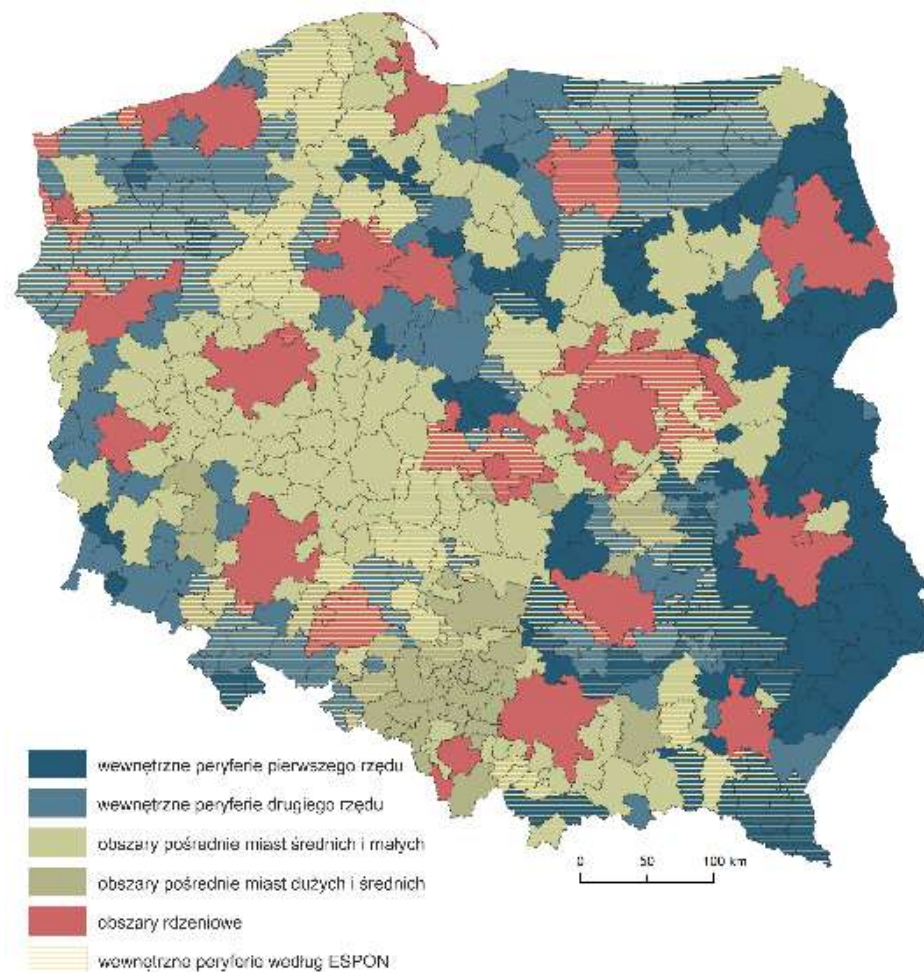 wewnętrzne peryferie pierwszego rzędu
wewnętrzne peryferie drugiego rzędu
obszary pośrednie miast średnich i małych
obszary pośrednie miast dużych i średnich
obszary rdzeniowe
wewnętrzne peryferie według ESPON
0 50 100 km